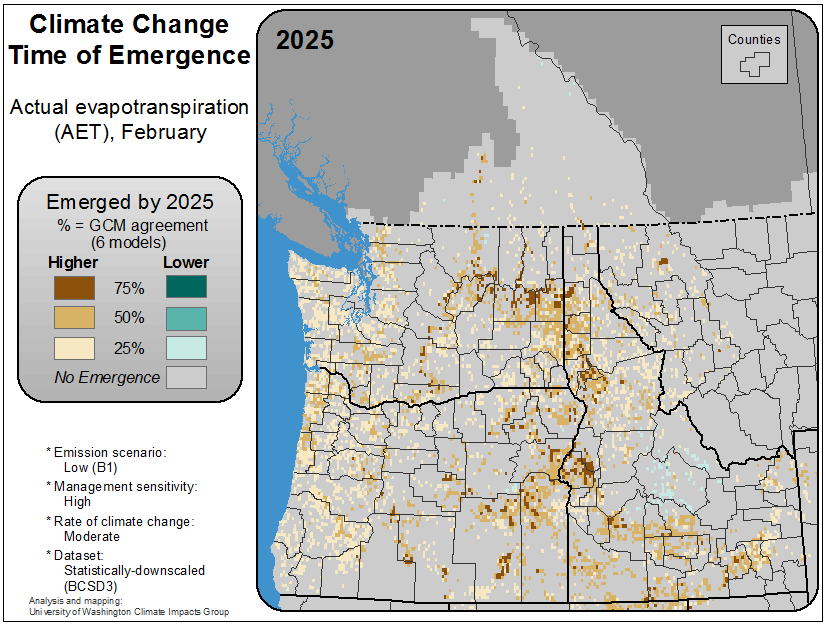 Climate Change
Time of Emergence
Actual evapotranspiration
(AET), February
Emerged by 2025
% = GCM agreement
(6 models)
Higher Lower
75%
50%
25%
No Emergence
* Emission scenario:
Low (B1)
* Management sensitivity:
High
* Rate of climate change:
Moderate
* Dataset:
Statistically-downscaled
(BCSD3)
Analysis and mapping:
University of Washington Climate Impacts Group
2025
Counties